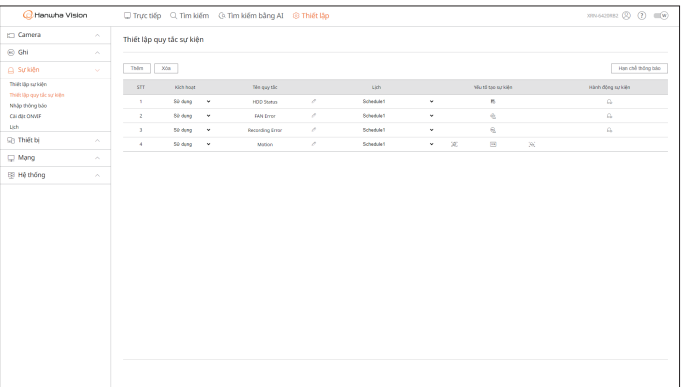 Hanwha Vision
Trực tiếp
Tìm kiếm
Tìm kiếm bằng AI
Thiết lập
XRN-6420RB2
Camera
Ghi
Sự kiện
Thiết lập sự kiện
Thiết lập quy tắc sự kiện
Nhập thông báo
Cài đặt ONVIF
Lịch
Thiết bị
Mạng
Hệ thống
Thiết lập quy tắc sự kiện
Thêm
Xóa
Hạn chế thông báo
STT Kích hoạt Tên quy tắc Lịch Yếu tố tạo sự kiện Hành động sự kiện
1 Sử dụng HDD Status Schedule1
2 Sử dụng FAN Error Schedule1
3 Sử dụng Recording Error Schedule1
4 Sử dụng Motion Schedule1